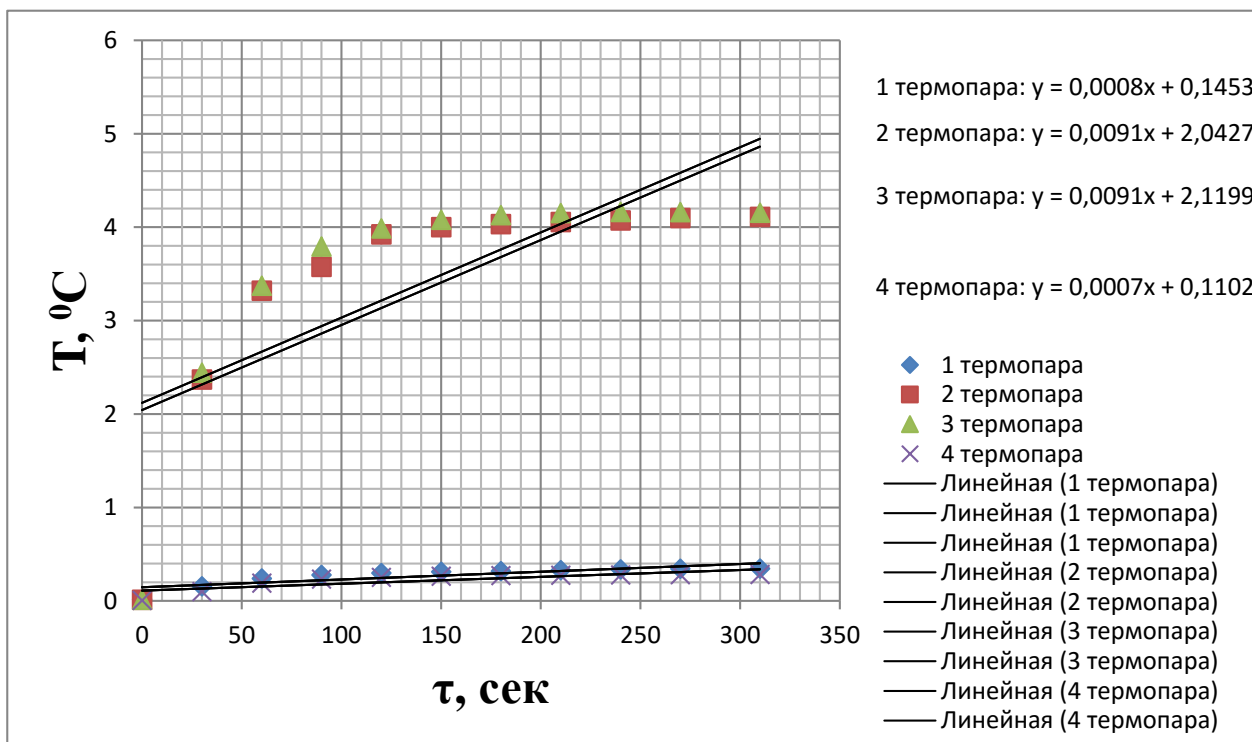 6
5
4
3
2
1
0
0 50 100 150 200 250 300 350
T, ⁰C
τ, сек
1 термопара: y = 0,0008x + 0,1453
2 термопара: y = 0,0091x + 2,0427
3 термопара: y = 0,0091x + 2,1199
4 термопара: y = 0,0007x + 0,1102
1 термопара
2 термопара
3 термопара
4 термопара
Линейная (1 термопара)
Линейная (1 термопара)
Линейная (1 термопара)
Линейная (2 термопара)
Линейная (2 термопара)
Линейная (3 термопара)
Линейная (3 термопара)
Линейная (4 термопара)
Линейная (4 термопара)